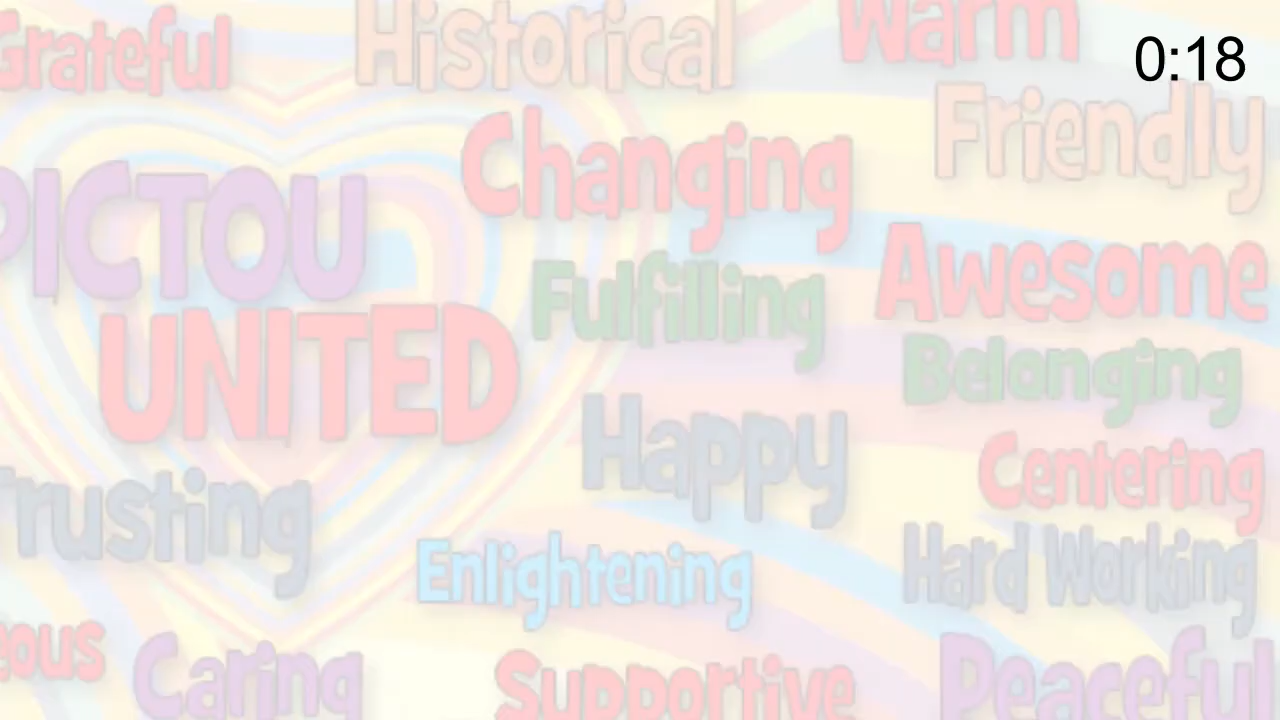 Grateful
Historical
Warm
0:18
Friendly
Changing
PICTOU
Awesome
Fulfilling
UNITED
Belonging
Happy
Centering
Trusting
Hard Working
Enlightening
Caring
Supportive
Peaceful